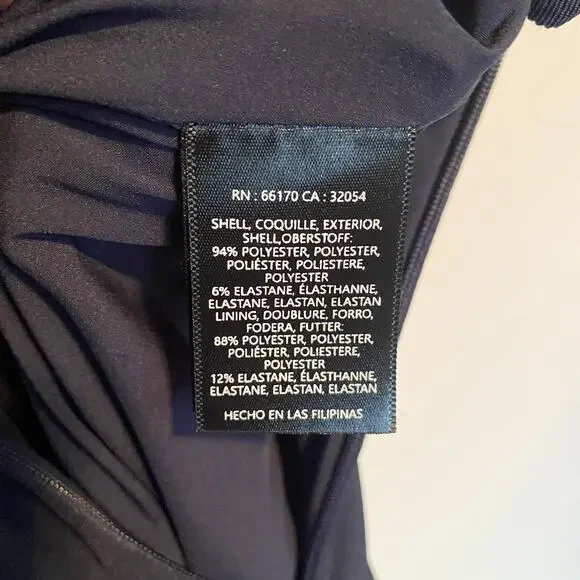 RN : 66170 CA : 32054
SHELL, COQUILLE, EXTERIOR,
SHELL,OBERSTOFF:
94% POLYESTER, POLYESTER,
POLIÉSTER, POLIESTERE,
POLYESTER
6% ELASTANE, ÉLASTHANNE,
ELASTANE, ELASTAN, ELASTAN
LINING, DOUBLURE, FORRO,
FODERA, FUTTER:
88% POLYESTER, POLYESTER,
POLIÉSTER, POLIESTERE,
POLYESTER
12% ELASTANE, ÉLASTHANNE,
ELASTANE, ELASTAN, ELASTAN
HECHO EN LAS FILIPINAS